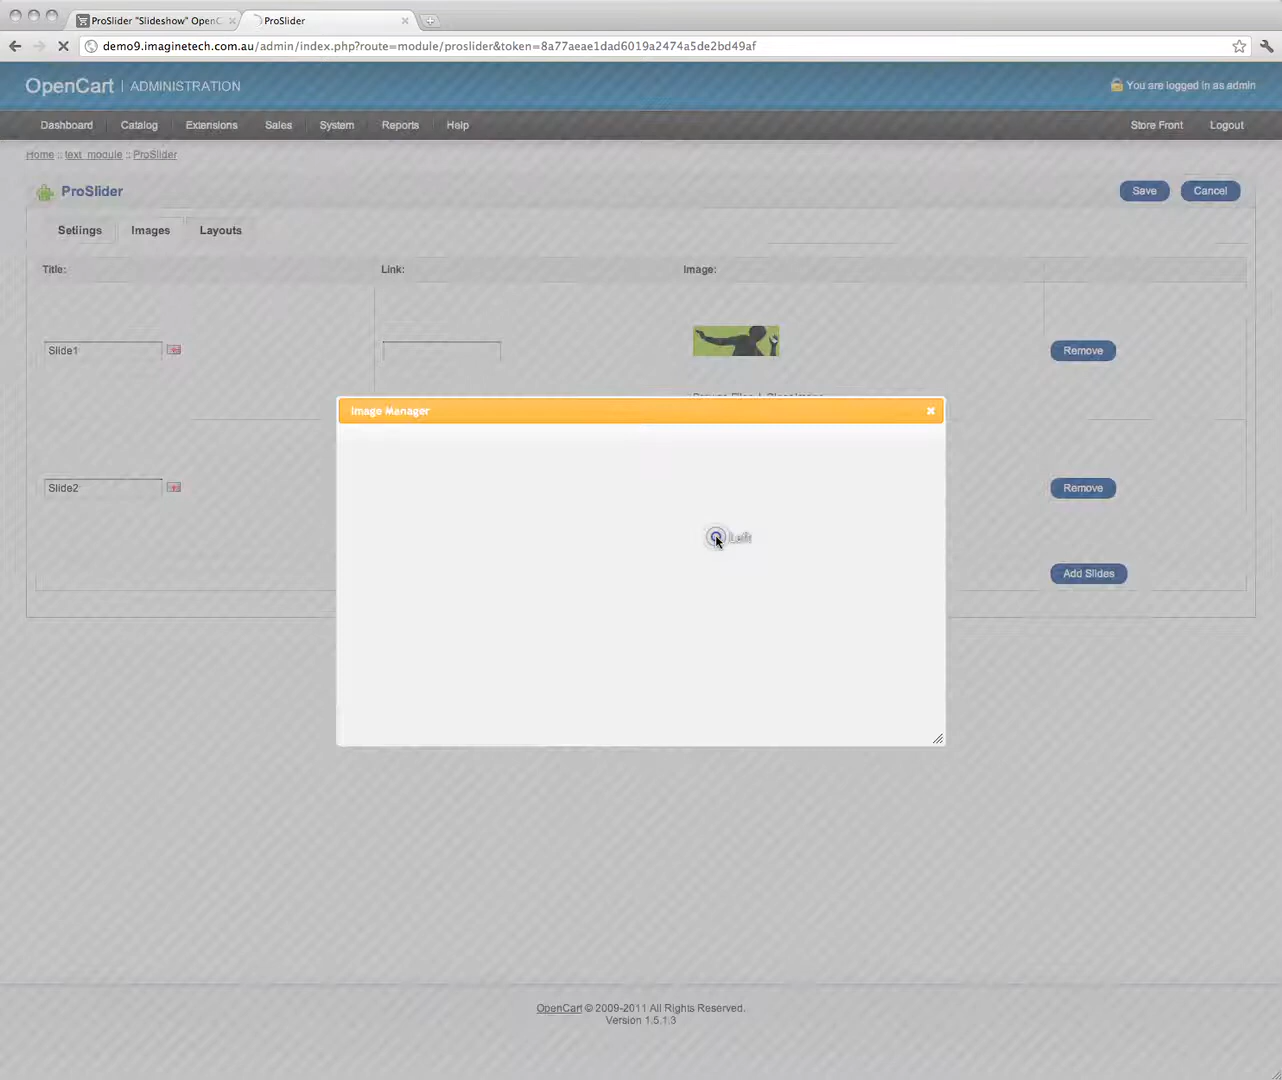 ProSlider "Slideshow" OpenC
ProSlider
demo9.imaginetech.com.au/admin/index.php?route=module/proslider&token=8a77aeae1dad6019a2474a5de2bd49af
OpenCart | ADMINISTRATION
You are logged in as admin
Dashboard Catalog Extensions Sales System Reports Help Store Front Logout
Home :: text_module :: ProSlider
ProSlider
Save Cancel
Settings Images Layouts
Title: Link: Image:
Slide1
Remove
Image Manager
Slide2
Remove
Left
Add Slides
OpenCart © 2009-2011 All Rights Reserved.
Version 1.5.1.3